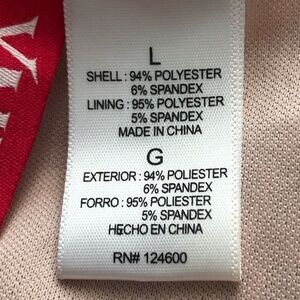 L
SHELL : 94% POLYESTER
6% SPANDEX
LINING : 95% POLYESTER
5% SPANDEX
MADE IN CHINA
G
EXTERIOR : 94% POLIESTER
6% SPANDEX
FORRO : 95% POLIESTER
5% SPANDEX
HECHO EN CHINA
RN# 124600